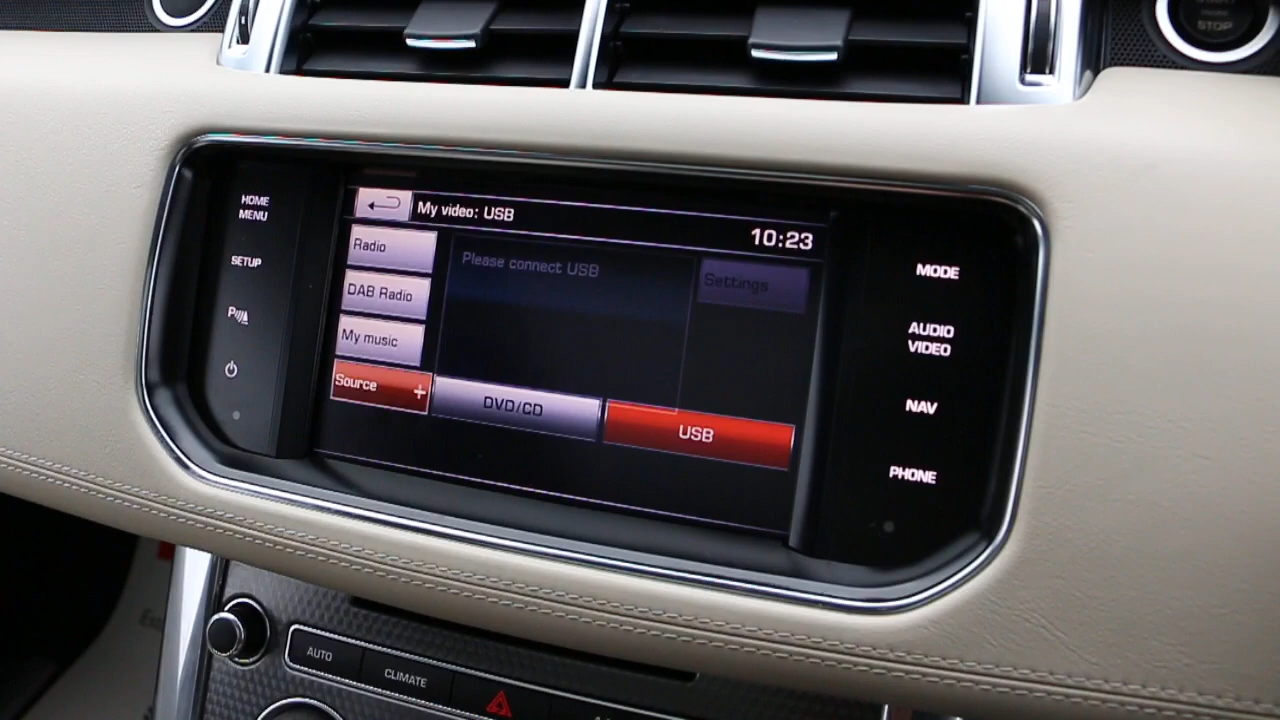 START
STOP
HOME
MENU
SETUP
My video: USB
10:23
Radio
Please connect USB
Settings
DAB Radio
My music
Source +
DVD/CD
USB
MODE
AUDIO
VIDEO
NAV
PHONE
AUTO
CLIMATE